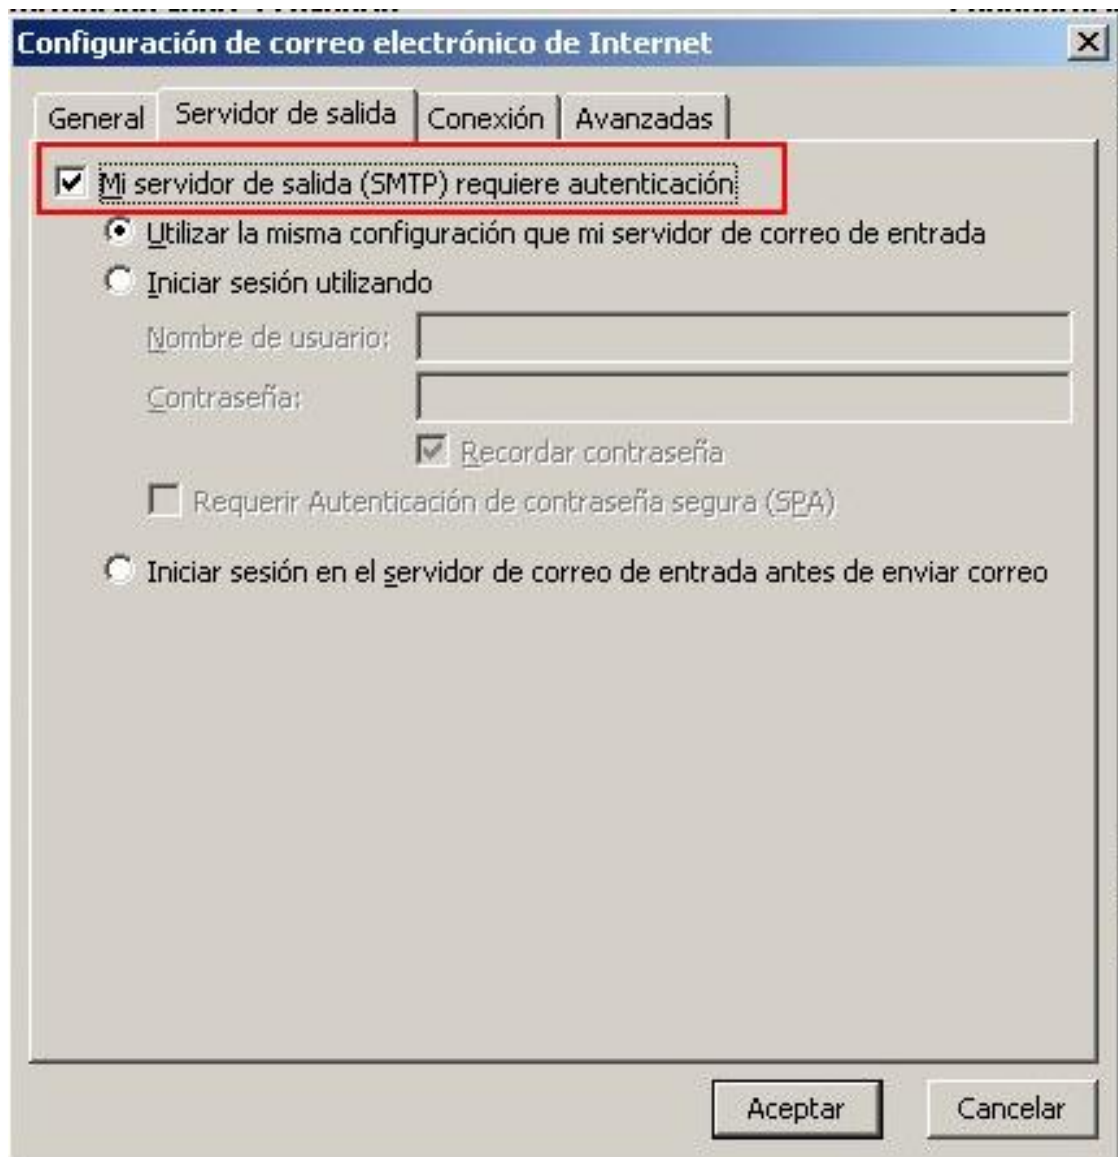 Configuración de correo electrónico de Internet
General Servidor de salida Conexión Avanzadas
Mi servidor de salida (SMTP) requiere autenticación
Utilizar la misma configuración que mi servidor de correo de entrada
Iniciar sesión utilizando
Nombre de usuario:
Contraseña:
Recordar contraseña
Requerir Autenticación de contraseña segura (SPA)
Iniciar sesión en el servidor de correo de entrada antes de enviar correo
Aceptar Cancelar